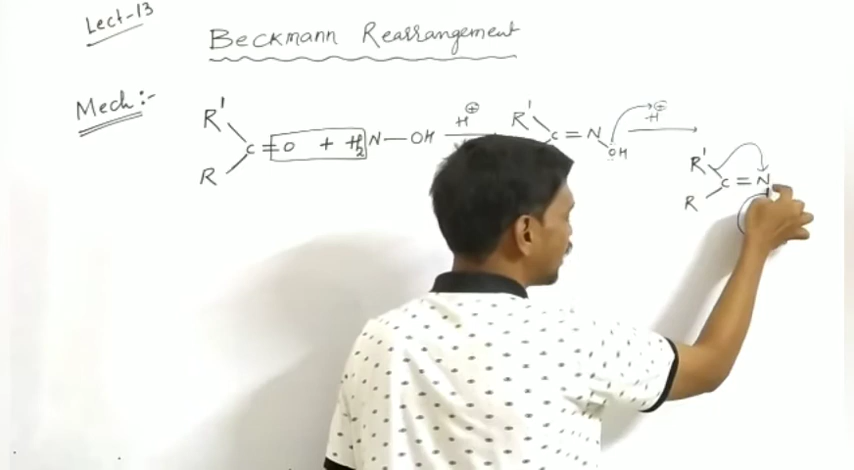 Lect-13
Beckmann Rearrangement
Mech:-
R'
R
C=O + H₂N—OH
H⊕
R'
C=N
OH
H⊕
R'
R
C=N